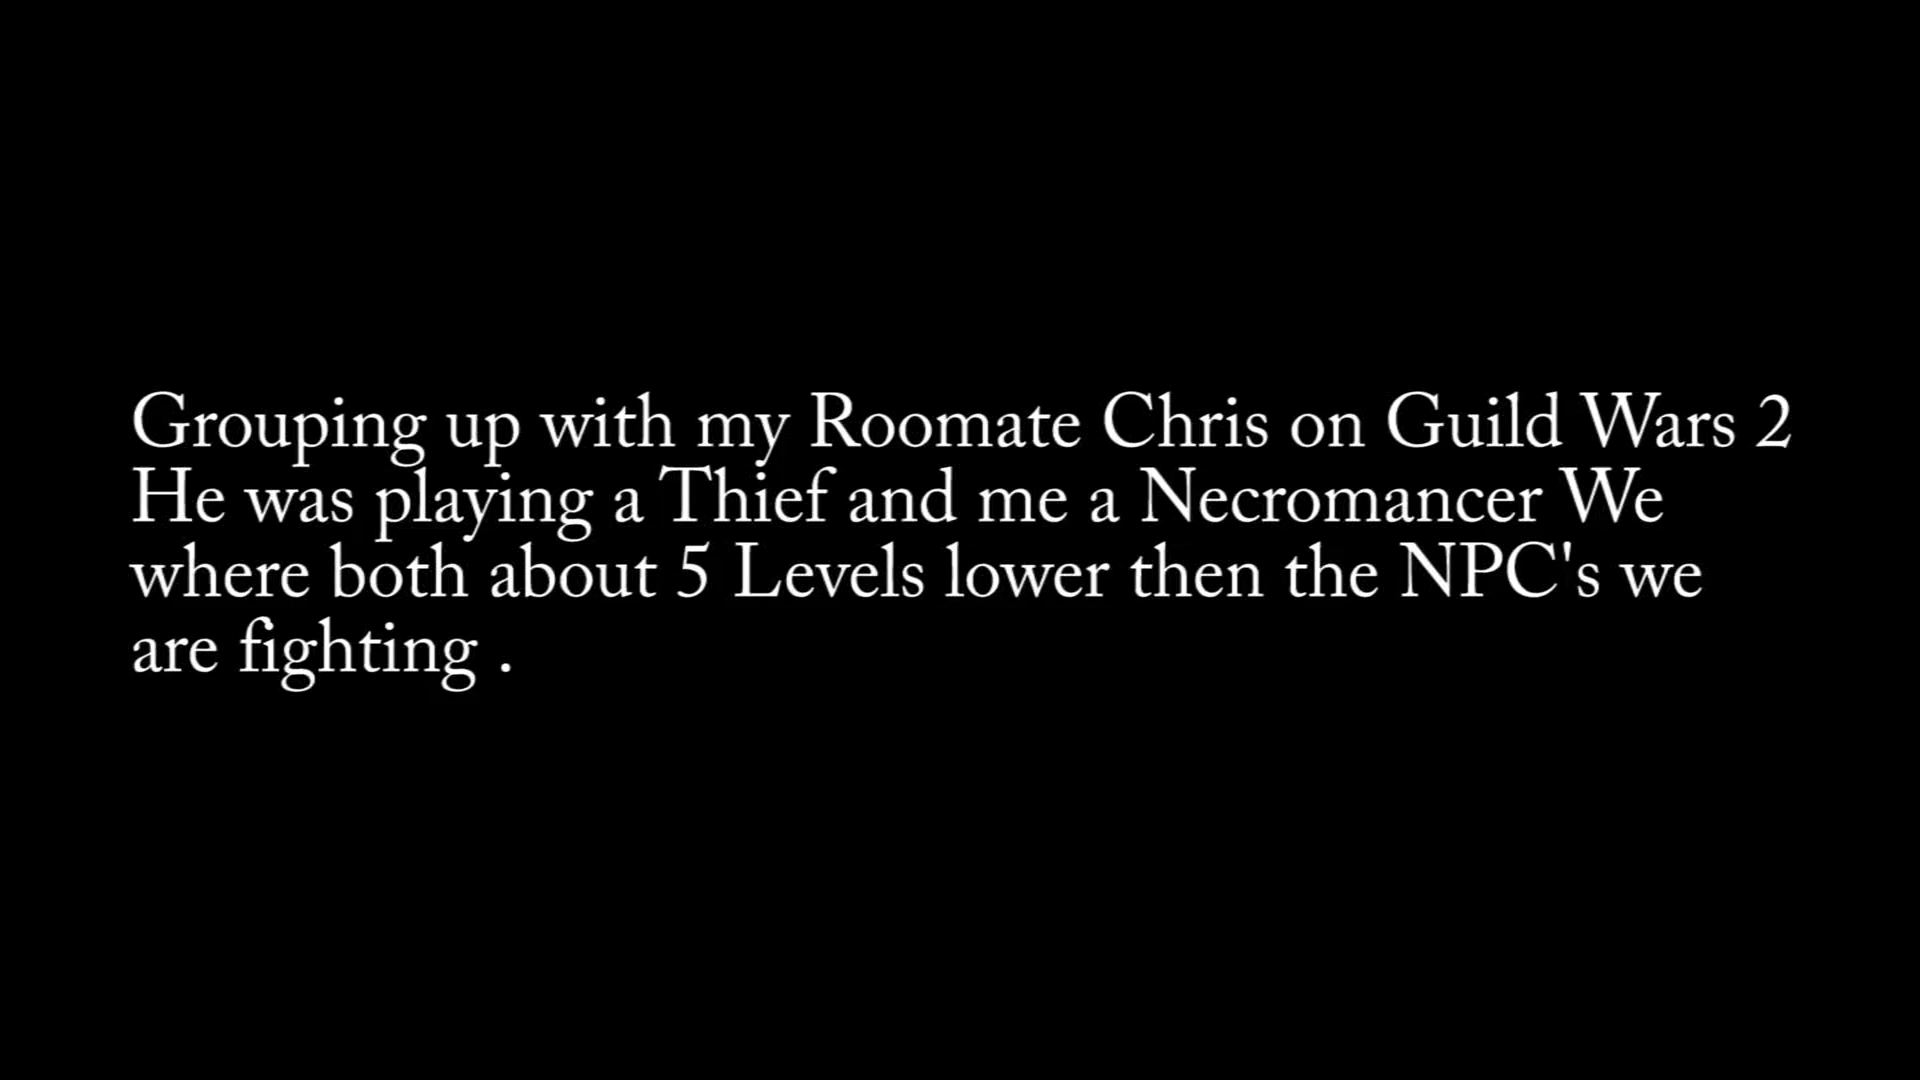 Grouping up with my Roomate Chris on Guild Wars 2
He was playing a Thief and me a Necromancer We
where both about 5 Levels lower then the NPC's we
are fighting .